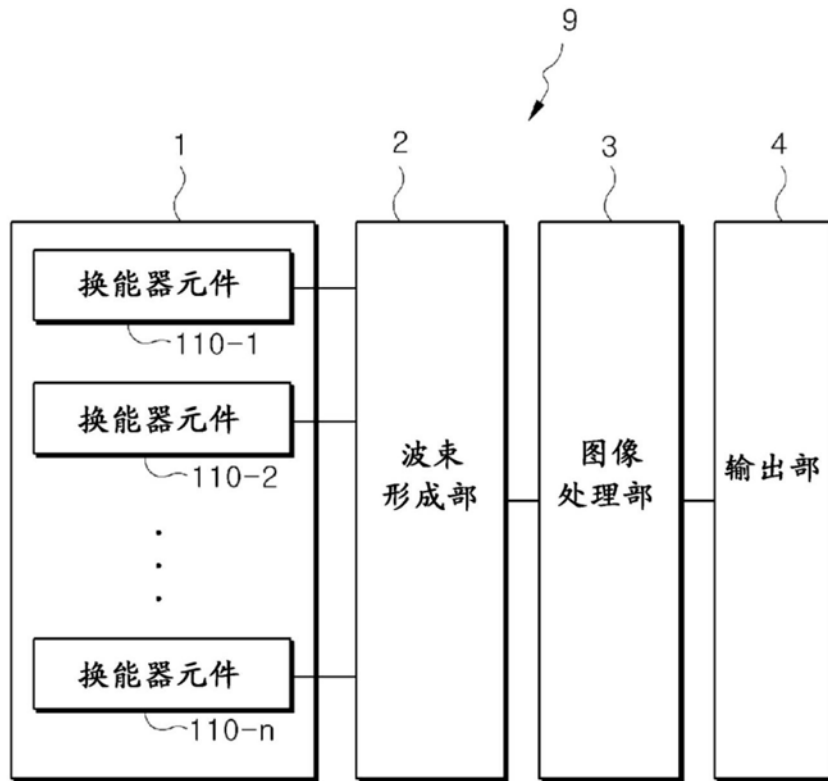 9
1
2
3
4
换能器元件
110-1
换能器元件
110-2
换能器元件
110-n
波束
形成部
图像
处理部
输出部